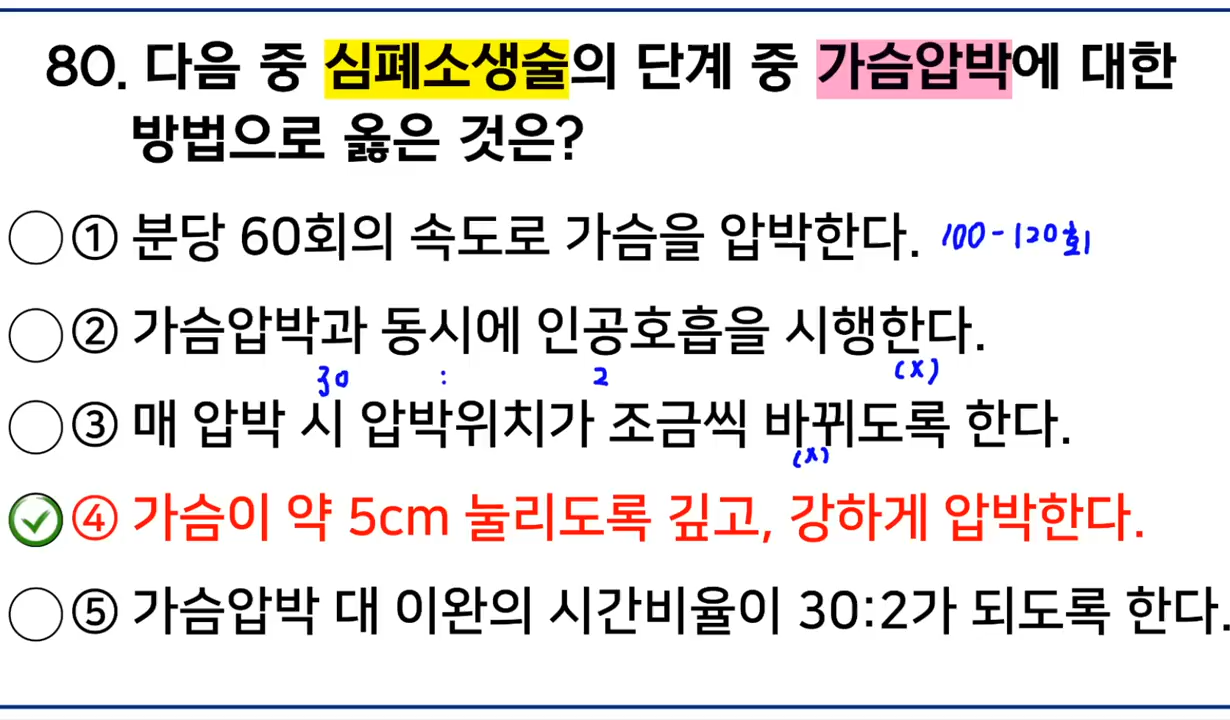 80. 다음 중 심폐소생술의 단계 중 가슴압박에 대한
방법으로 옳은 것은?
① 분당 60회의 속도로 가슴을 압박한다. 100-120회
② 가슴압박과 동시에 인공호흡을 시행한다.
30 : 2 (x)
③ 매 압박 시 압박위치가 조금씩 바뀌도록 한다.
(x)
④ 가슴이 약 5cm 눌리도록 깊고, 강하게 압박한다.
⑤ 가슴압박 대 이완의 시간비율이 30:2가 되도록 한다.